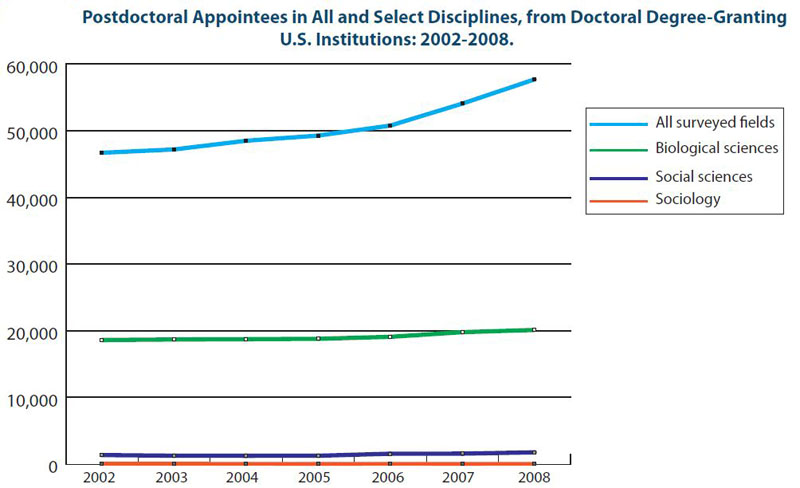 Postdoctoral Appointees in All and Select Disciplines, from Doctoral Degree-Granting
U.S. Institutions: 2002-2008.
60,000
50,000
40,000
30,000
20,000
10,000
0
2002 2003 2004 2005 2006 2007 2008
All surveyed fields
Biological sciences
Social sciences
Sociology